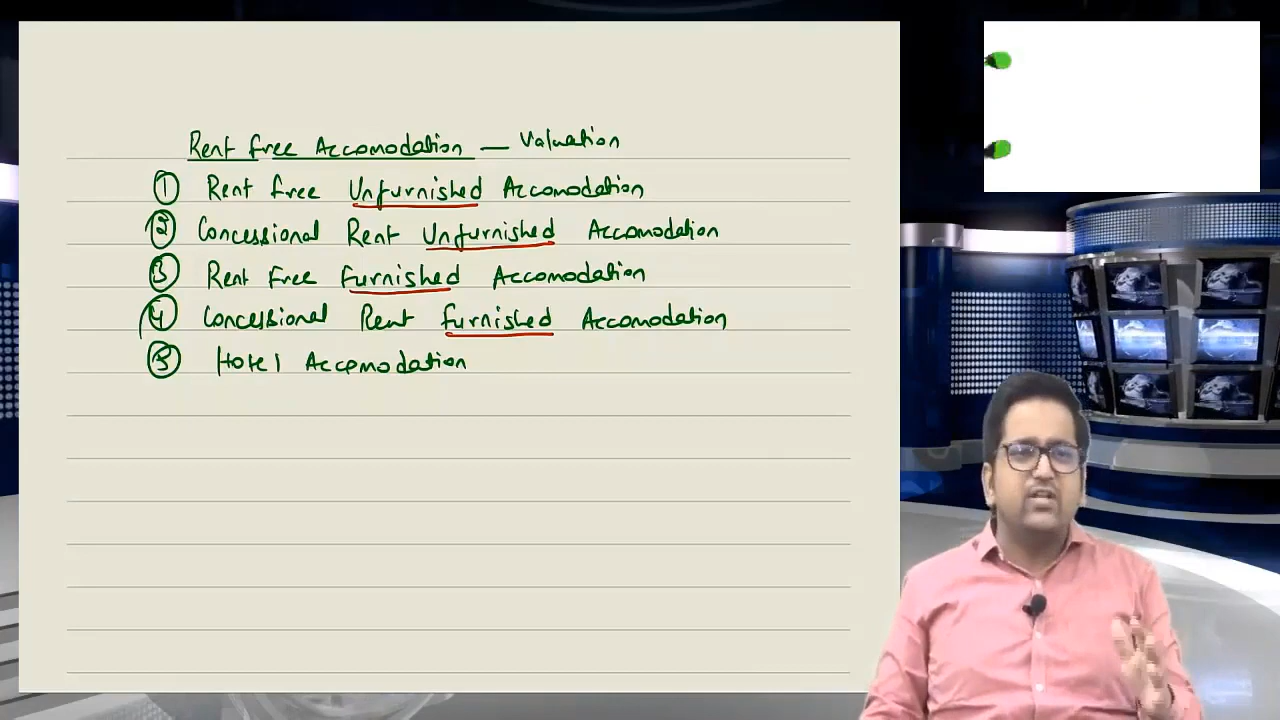 Rent Free Accomodation — Valuation
① Rent free Unfurnished Accomodation
② Concessional Rent Unfurnished Accomodation
③ Rent Free Furnished Accomodation
④ Concessional Rent furnished Accomodation
⑤ Hotel Accomodation